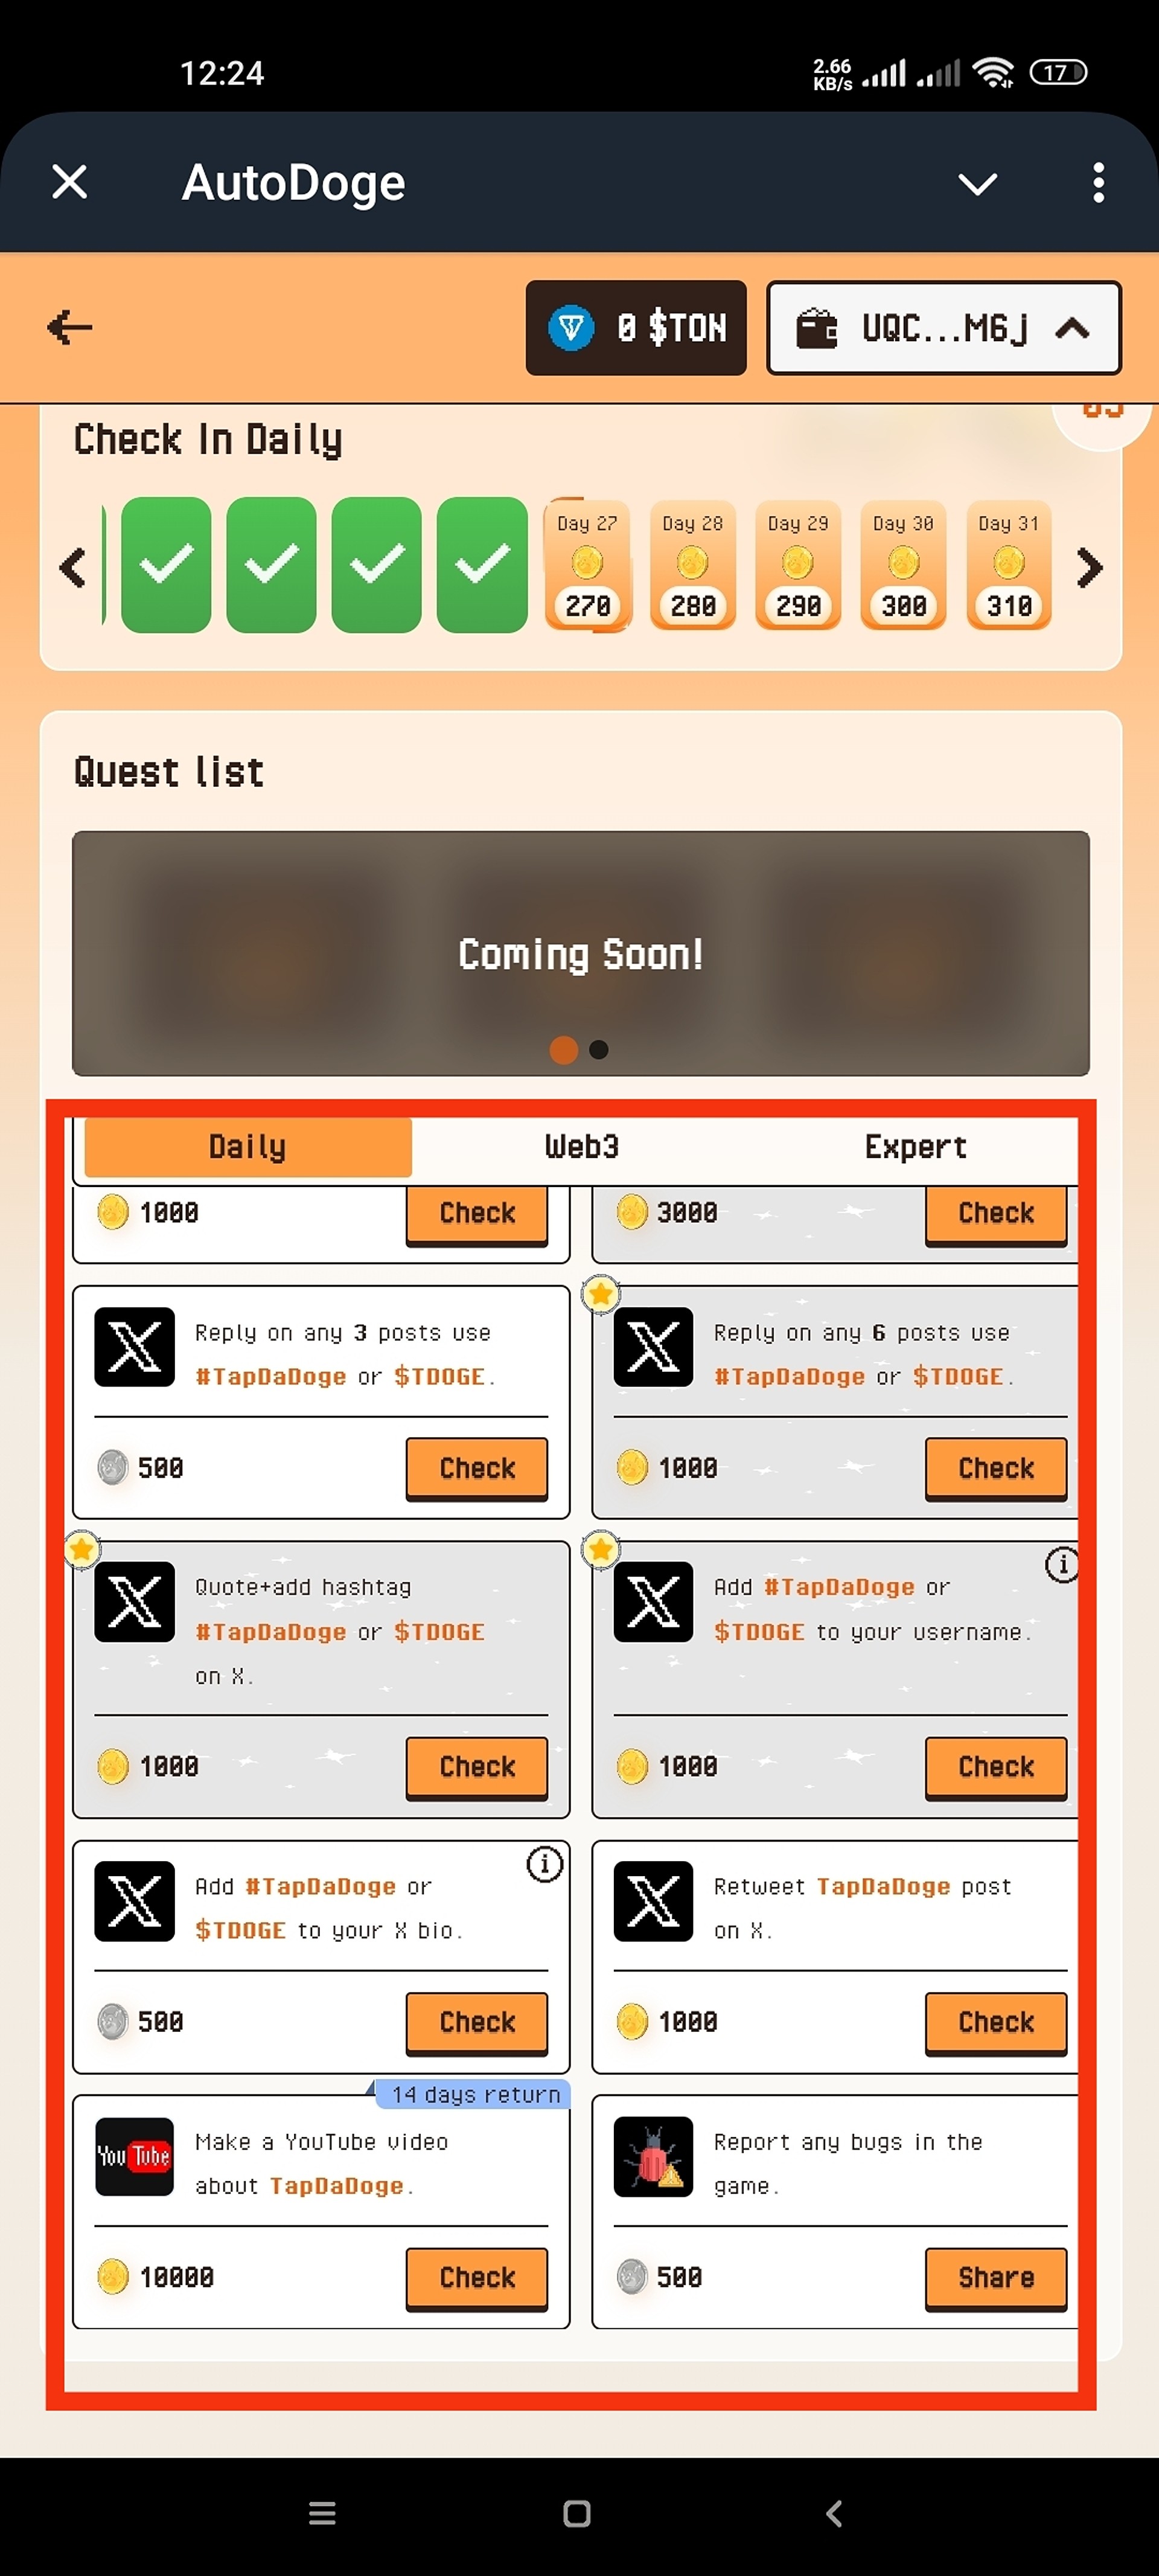 12:24
2.66
KB/s
17
AutoDoge
0 $TON
UQC...M6j
Check In Daily
Day 27
Day 28
Day 29
Day 30
Day 31
270
280
290
300
310
Quest list
Coming Soon!
Daily
Web3
Expert
1000
Check
3000
Check
Reply on any 3 posts use
#TapDaDoge or $TDOGE.
500
Check
Reply on any 6 posts use
#TapDaDoge or $TDOGE.
1000
Check
Quote+add hashtag
#TapDaDoge or $TDOGE
on X.
1000
Check
Add #TapDaDoge or
$TDOGE to your username.
1000
Check
Add #TapDaDoge or
$TDOGE to your X bio.
500
Check
Retweet TapDaDoge post
on X.
1000
Check
14 days return
YouTube
Make a YouTube video
about TapDaDoge.
10000
Check
Report any bugs in the
game.
500
Share